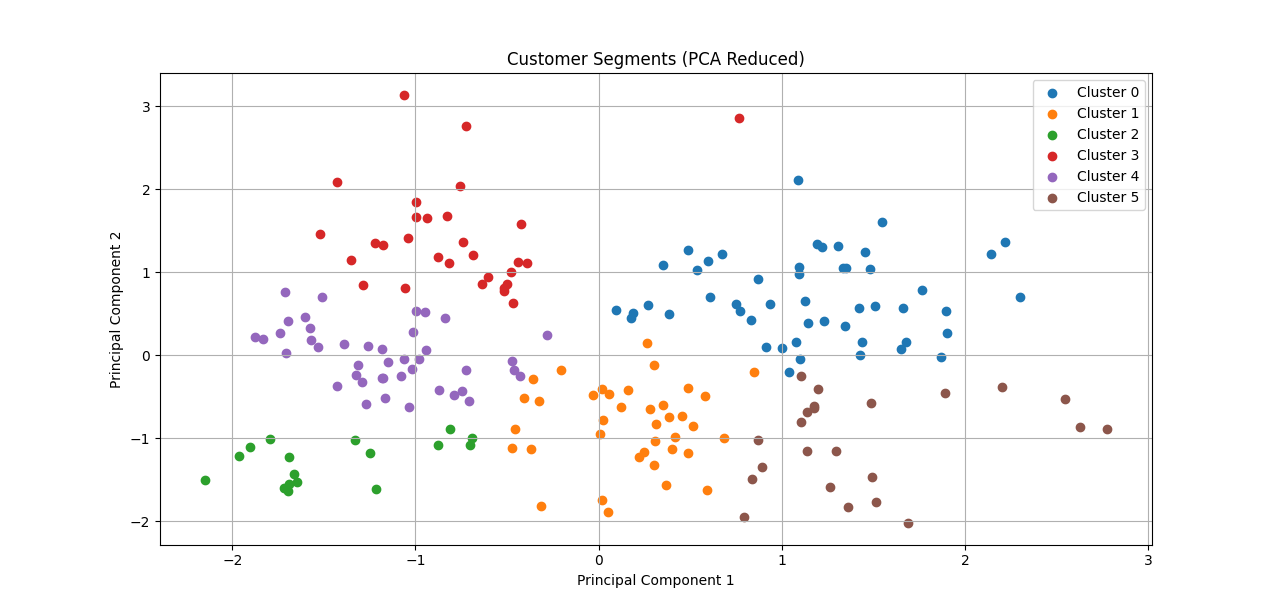 Customer Segments (PCA Reduced)
Cluster 0
Cluster 1
Cluster 2
Cluster 3
Cluster 4
Cluster 5
Principal Component 2
3
2
1
0
−1
−2
−2
−1
0
1
2
3
Principal Component 1